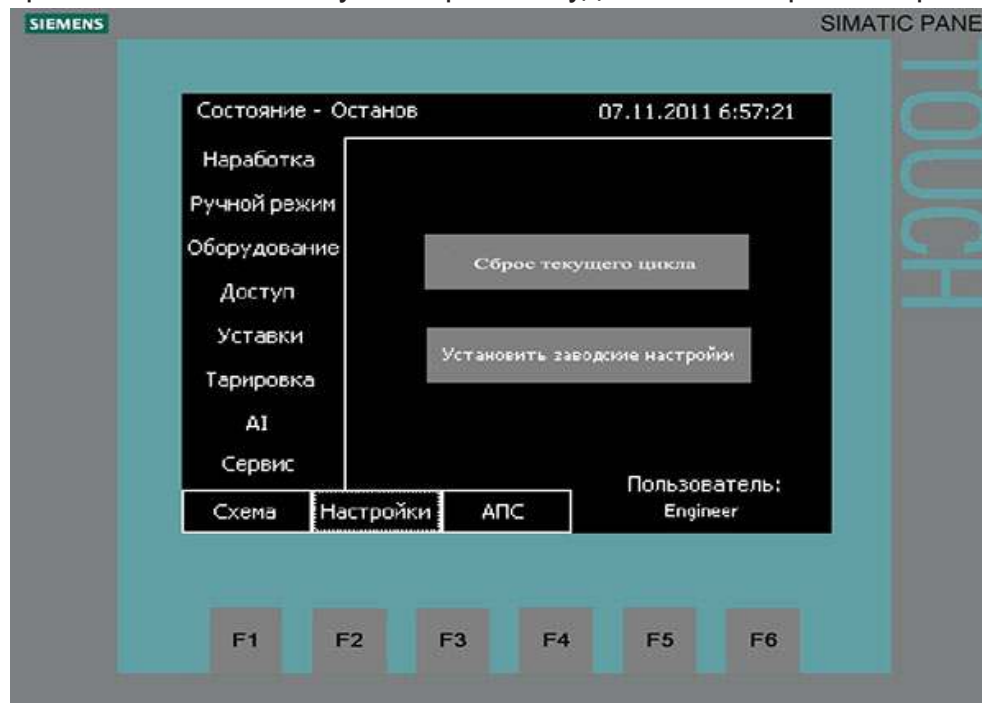 SIEMENS
SIMATIC PANE
TOUCH
Состояние - Останов 07.11.2011 6:57:21
Наработка
Ручной режим
Оборудование
Доступ
Уставки
Тарировка
AI
Сервис
Сброс текущего цикла
Установить заводские настройки
Пользователь:
Engineer
Схема Настройки АПС
F1 F2 F3 F4 F5 F6